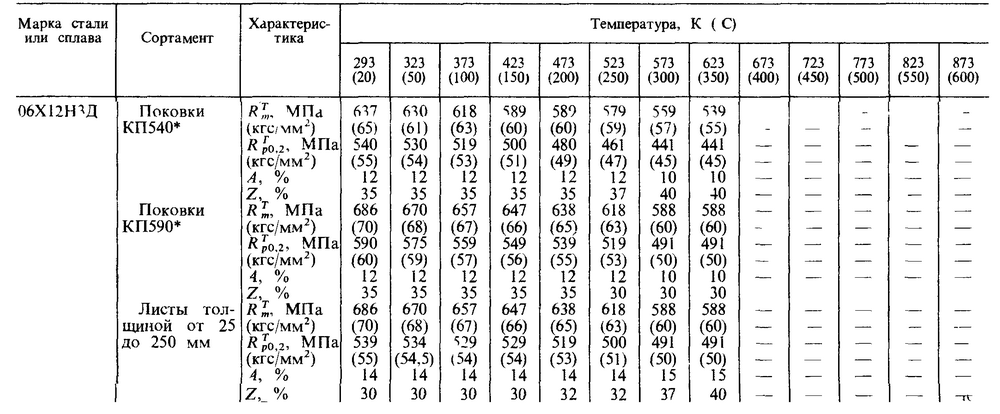 Марка стали или сплава | Сортамент | Характерис- тика | Температура, К ( С)
293 (20) | 323 (50) | 373 (100) | 423 (150) | 473 (200) | 523 (250) | 573 (300) | 623 (350) | 673 (400) | 723 (450) | 773 (500) | 823 (550) | 873 (600)
06Х12Н3Д | Поковки | R^T_m, МПа | 637 | 630 | 618 | 589 | 589 | 579 | 559 | 539
КП540* | (кгс/мм²) | (65) | (61) | (63) | (60) | (60) | (59) | (57) | (55) | - | — | — | — | —
R^T_p0,2, МПа | 540 | 530 | 519 | 500 | 480 | 461 | 441 | 441
(кгс/мм²) | (55) | (54) | (53) | (51) | (49) | (47) | (45) | (45) | — | — | — | — | —
A, % | 12 | 12 | 12 | 12 | 12 | 12 | 10 | 10 | — | — | — | — | —
Z, % | 35 | 35 | 35 | 35 | 35 | 37 | 40 | 40 | — | — | — | — | —
Поковки | R^T_m, МПа | 686 | 670 | 657 | 647 | 638 | 618 | 588 | 588 | — | — | — | — | —
КП590* | (кгс/мм²) | (70) | (68) | (67) | (66) | (65) | (63) | (60) | (60) | — | — | — | — | —
R^T_p0,2, МПа | 590 | 575 | 559 | 549 | 539 | 519 | 491 | 491 | — | — | — | — | —
(кгс/мм²) | (60) | (59) | (57) | (56) | (55) | (53) | (50) | (50) | — | — | — | — | —
A, % | 12 | 12 | 12 | 12 | 12 | 12 | 10 | 10 | — | — | — | — | —
Z, % | 35 | 35 | 35 | 35 | 35 | 30 | 30 | 30 | — | — | — | — | —
Листы тол- | R^T_m, МПа | 686 | 670 | 657 | 647 | 638 | 618 | 588 | 588 | — | — | — | — | —
щиной от 25 | (кгс/мм²) | (70) | (68) | (67) | (66) | (65) | (63) | (60) | (60) | — | — | — | — | —
до 250 мм | R^T_p0,2, МПа | 539 | 534 | 529 | 529 | 519 | 500 | 491 | 491 | — | — | — | — | —
(кгс/мм²) | (55) | (54,5) | (54) | (54) | (53) | (51) | (50) | (50) | — | — | — | — | —
A, % | 14 | 14 | 14 | 14 | 14 | 14 | 15 | 15 | — | — | — | — | —
Z, % | 30 | 30 | 30 | 30 | 32 | 32 | 37 | 40 | — | — | — | —